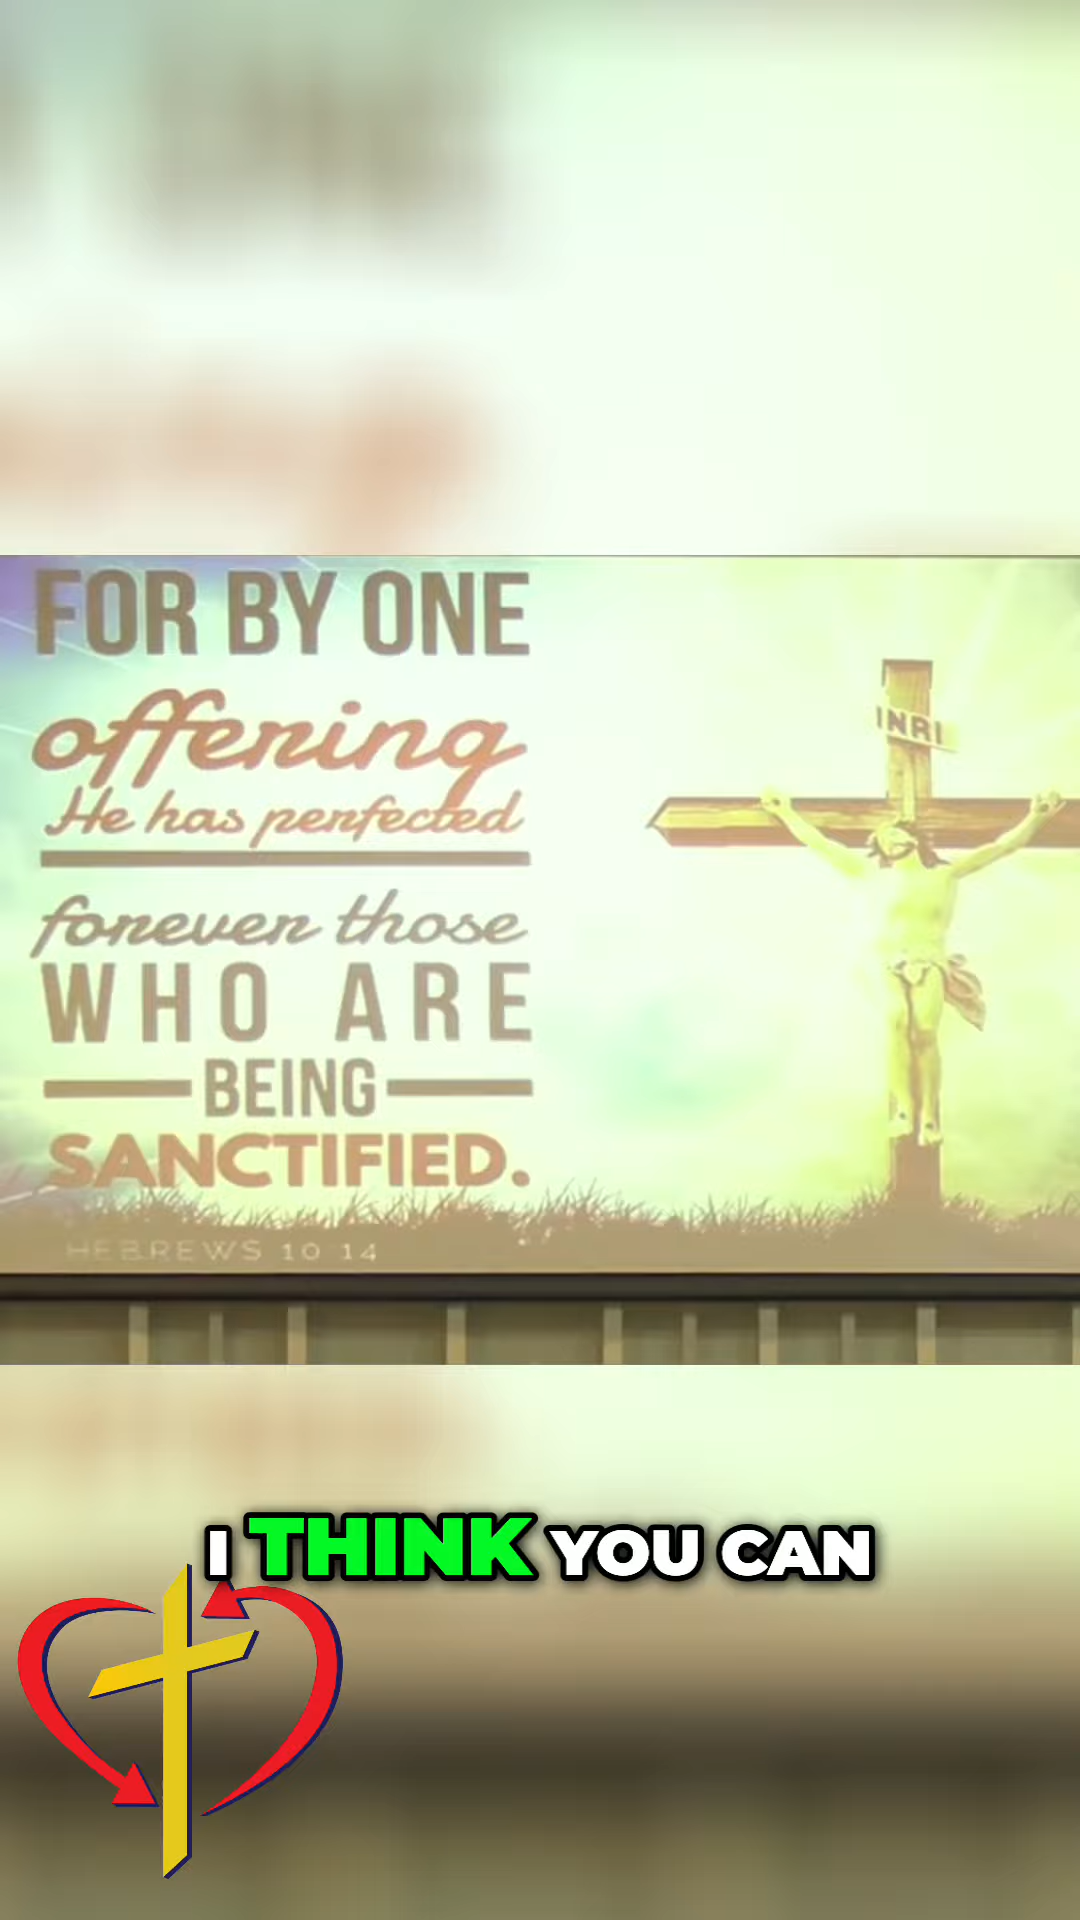 FOR BY ONE
offering
He has perfected
forever those
WHO ARE
BEING
SANCTIFIED.
HEBREWS 10 14
INRI
I THINK YOU CAN